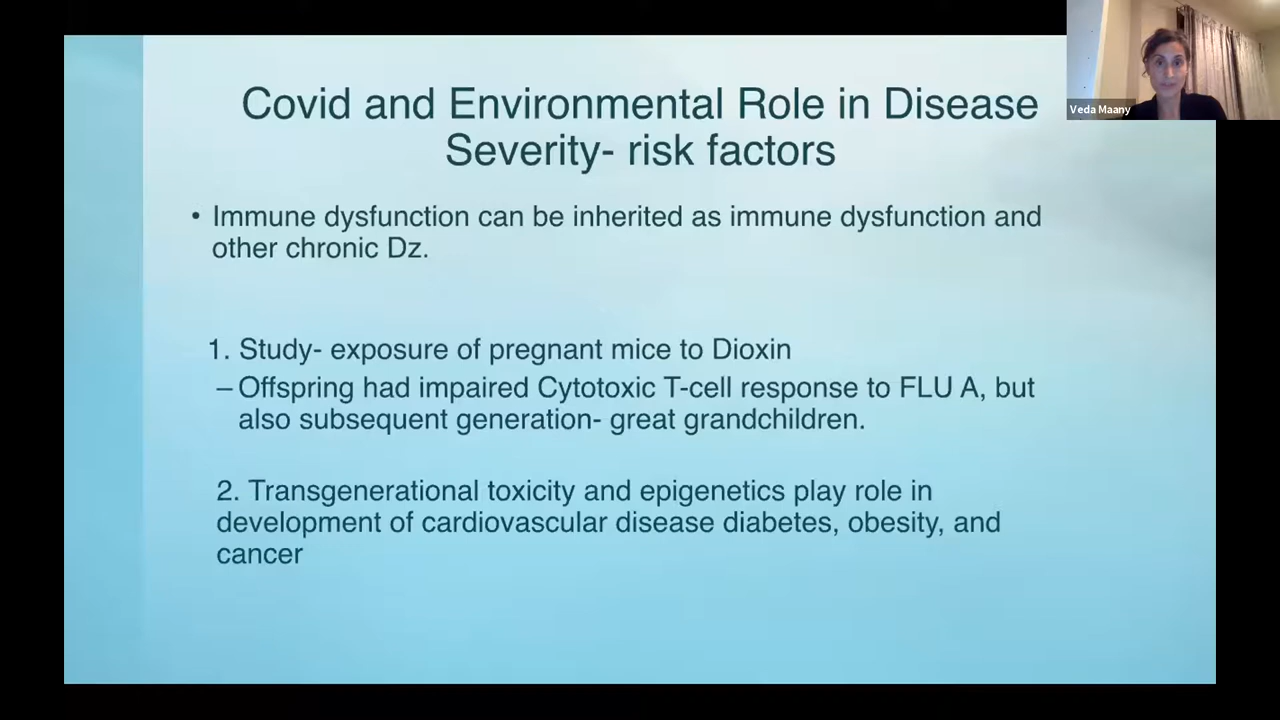 Covid and Environmental Role in Disease
Severity- risk factors
Veda Maany
• Immune dysfunction can be inherited as immune dysfunction and
other chronic Dz.
1. Study- exposure of pregnant mice to Dioxin
– Offspring had impaired Cytotoxic T-cell response to FLU A, but
also subsequent generation- great grandchildren.
2. Transgenerational toxicity and epigenetics play role in
development of cardiovascular disease diabetes, obesity, and
cancer